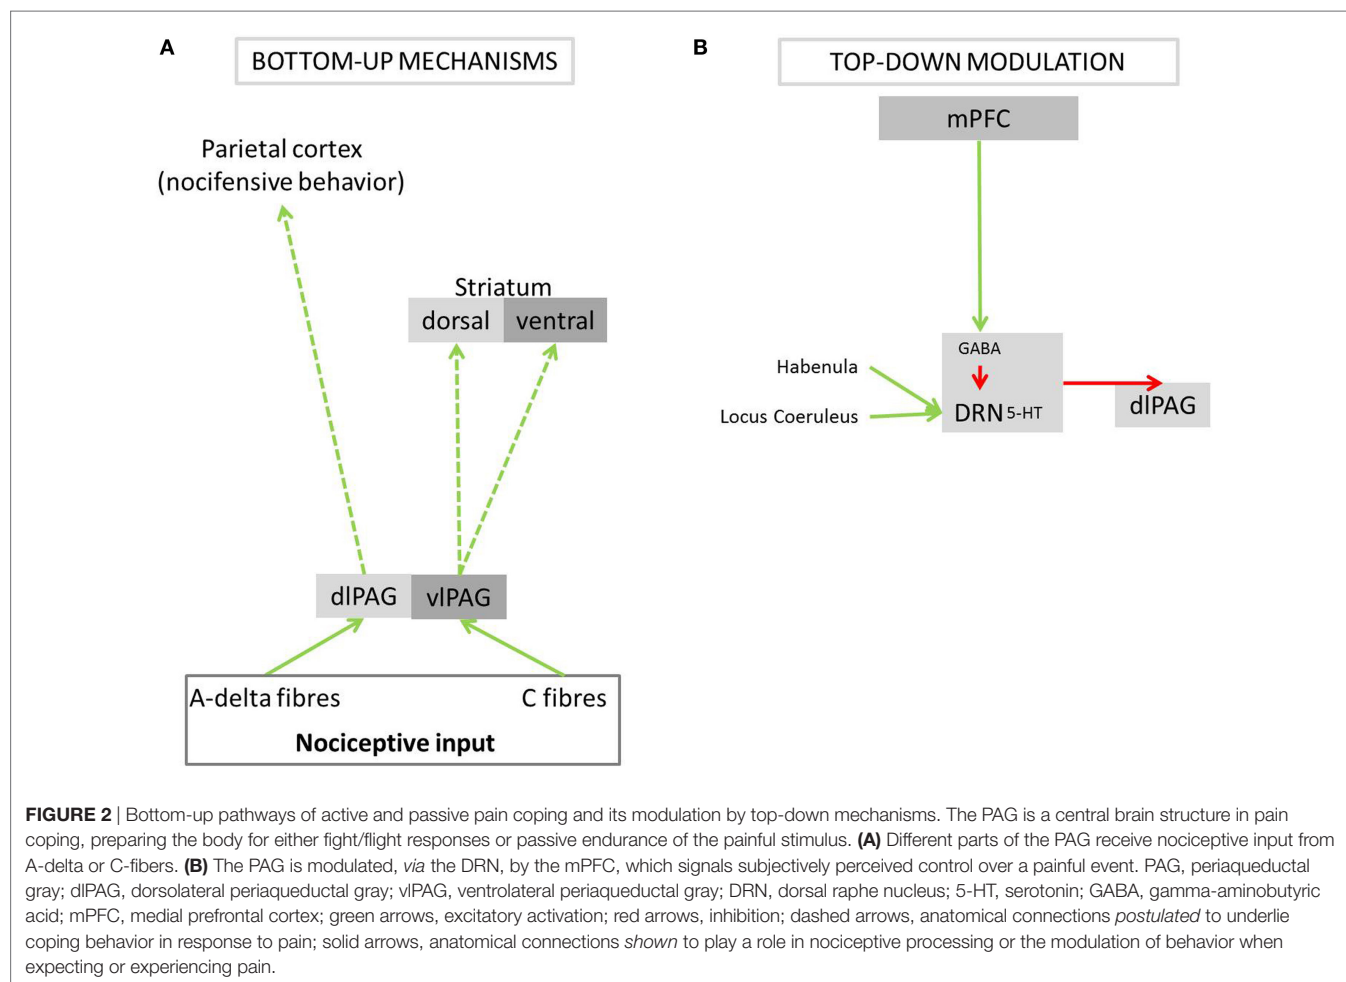 A
BOTTOM-UP MECHANISMS
Parietal cortex
(nocifensive behavior)
Striatum
dorsal ventral
dlPAG vlPAG
A-delta fibres C fibres
Nociceptive input
B
TOP-DOWN MODULATION
mPFC
GABA
Habenula
DRN 5-HT
Locus Coeruleus
dlPAG
FIGURE 2 | Bottom-up pathways of active and passive pain coping and its modulation by top-down mechanisms. The PAG is a central brain structure in pain
coping, preparing the body for either fight/flight responses or passive endurance of the painful stimulus. (A) Different parts of the PAG receive nociceptive input from
A-delta or C-fibers. (B) The PAG is modulated, via the DRN, by the mPFC, which signals subjectively perceived control over a painful event. PAG, periaqueductal
gray; dlPAG, dorsolateral periaqueductal gray; vlPAG, ventrolateral periaqueductal gray; DRN, dorsal raphe nucleus; 5-HT, serotonin; GABA, gamma-aminobutyric
acid; mPFC, medial prefrontal cortex; green arrows, excitatory activation; red arrows, inhibition; dashed arrows, anatomical connections postulated to underlie
coping behavior in response to pain; solid arrows, anatomical connections shown to play a role in nociceptive processing or the modulation of behavior when
expecting or experiencing pain.